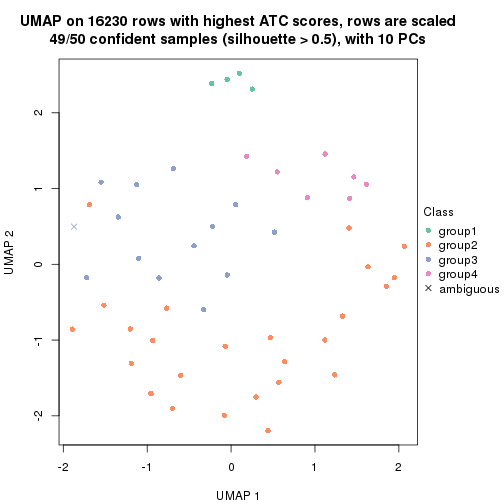 UMAP on 16230 rows with highest ATC scores, rows are scaled
49/50 confident samples (silhouette > 0.5), with 10 PCs
2
1
0
-1
-2
UMAP 2
-2
-1
0
1
2
UMAP 1
Class
group1
group2
group3
group4
ambiguous